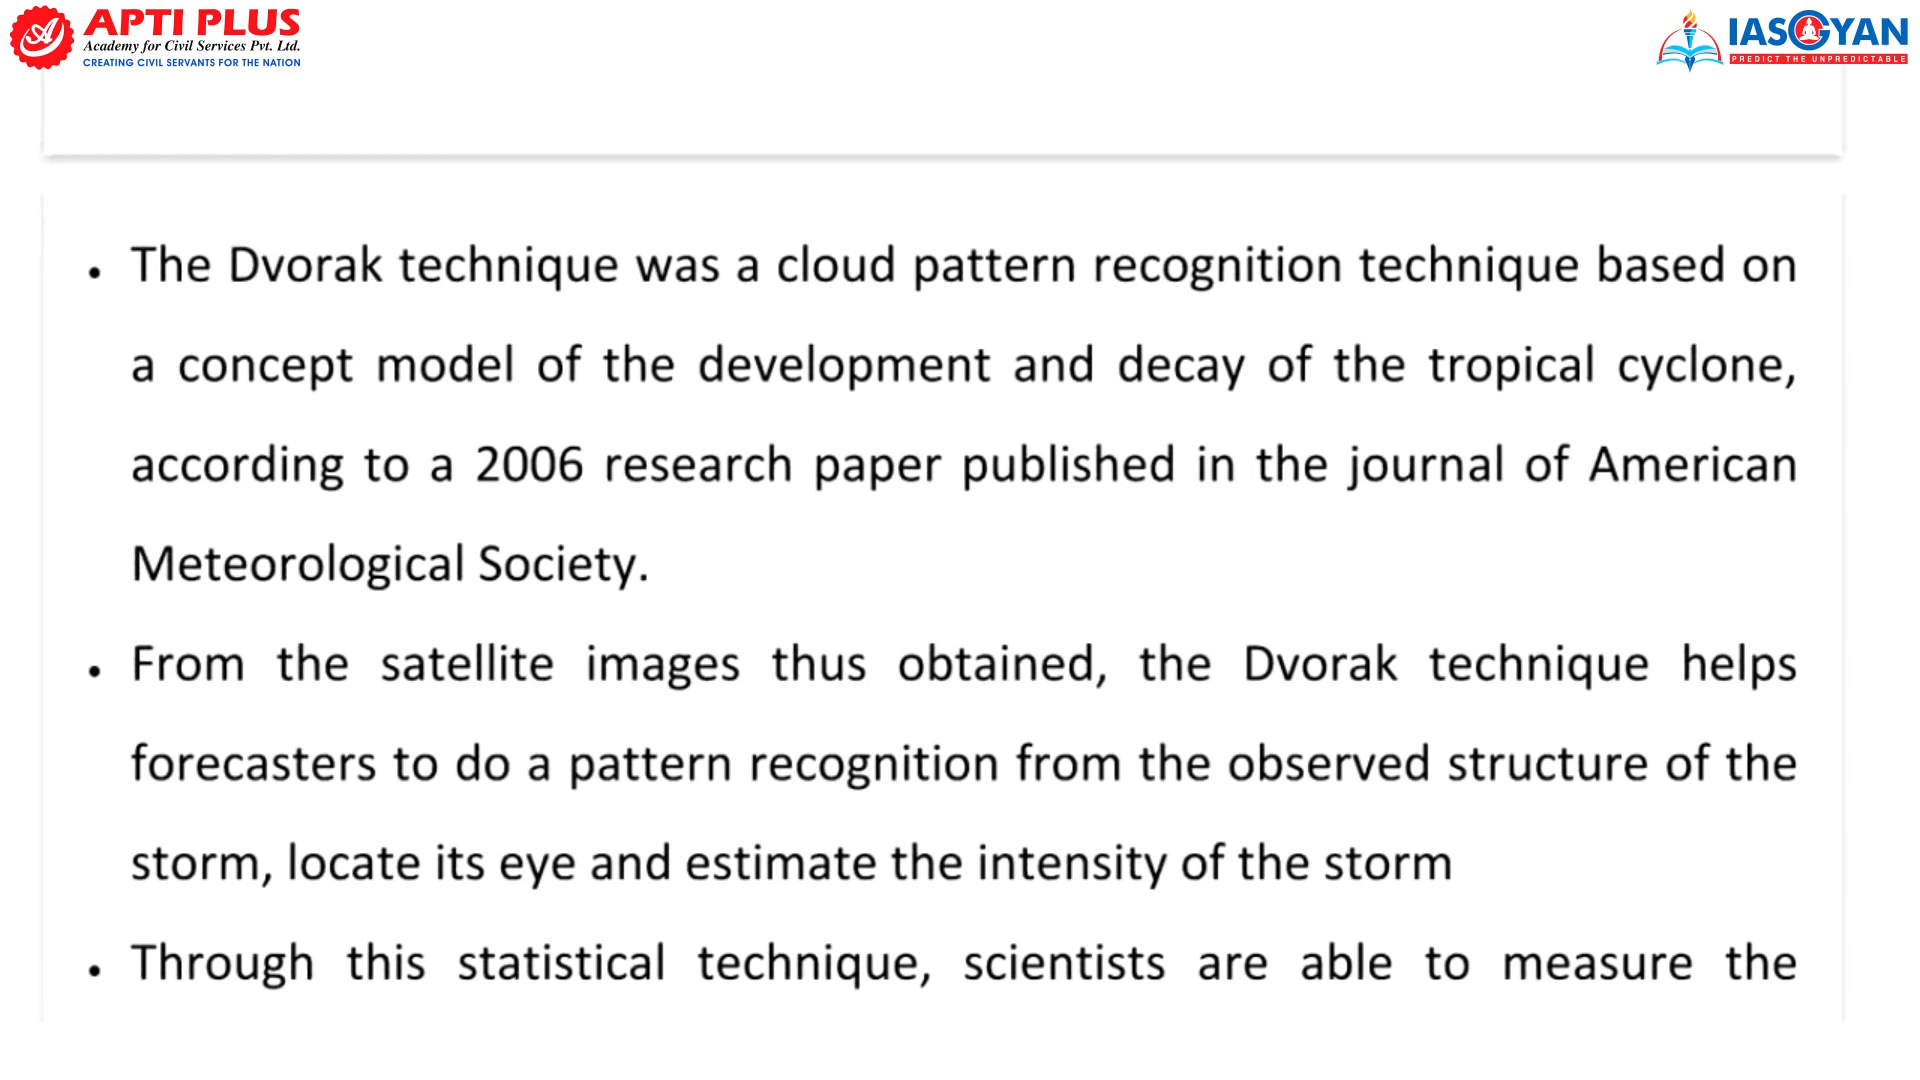 APTI PLUS
Academy for Civil Services Pvt. Ltd.
CREATING CIVIL SERVANTS FOR THE NATION
IASGYAN
PREDICT THE UNPREDICTABLE
• The Dvorak technique was a cloud pattern recognition technique based on
a concept model of the development and decay of the tropical cyclone,
according to a 2006 research paper published in the journal of American
Meteorological Society.
• From the satellite images thus obtained, the Dvorak technique helps
forecasters to do a pattern recognition from the observed structure of the
storm, locate its eye and estimate the intensity of the storm
• Through this statistical technique, scientists are able to measure the